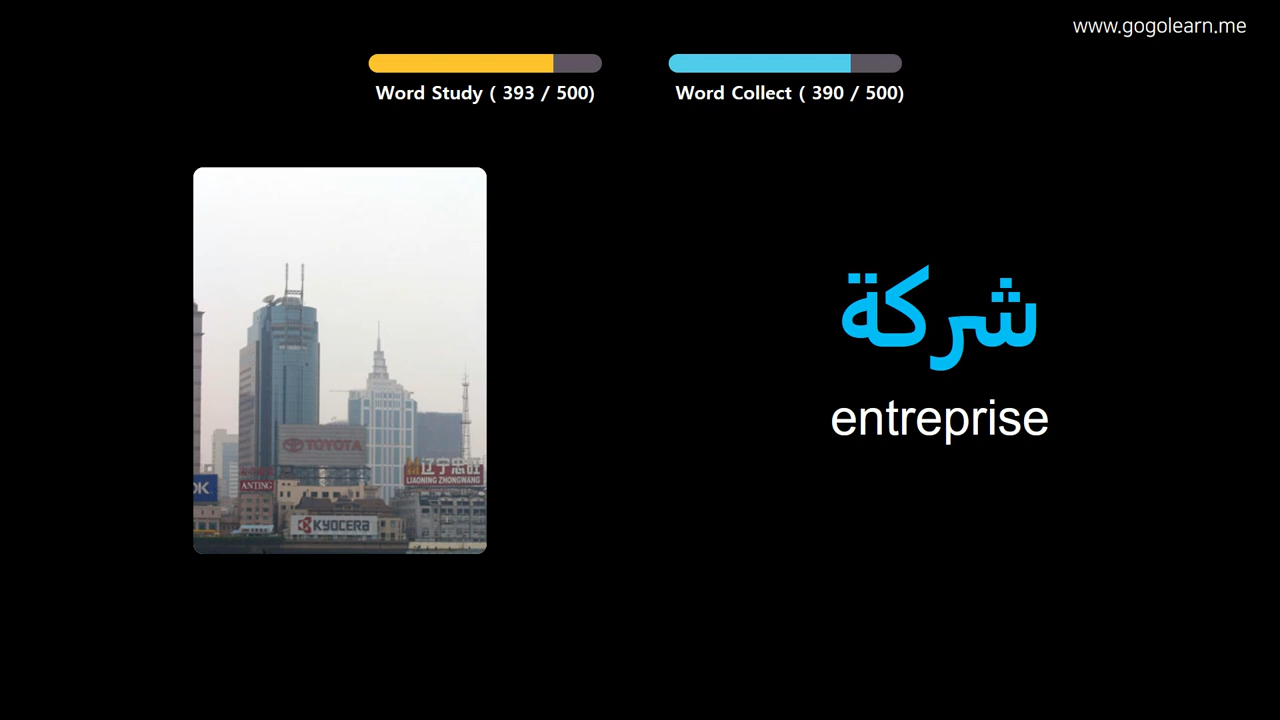 www.gogolearn.me
Word Study ( 393 / 500)
Word Collect ( 390 / 500)
شركة
entreprise
TOYOTA
辽宁忠旺
LIAONING ZHONGWANG
OK
ANTING
KYOCERA